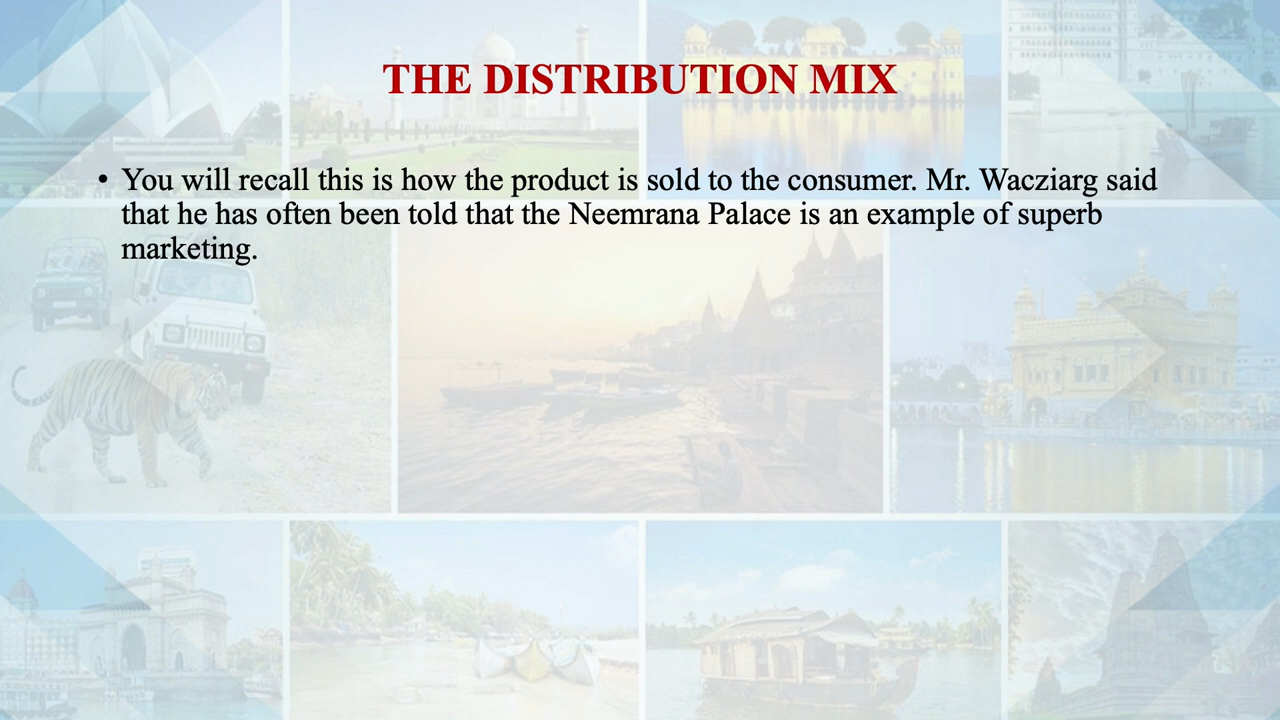 THE DISTRIBUTION MIX
• You will recall this is how the product is sold to the consumer. Mr. Wacziarg said
that he has often been told that the Neemrana Palace is an example of superb
marketing.